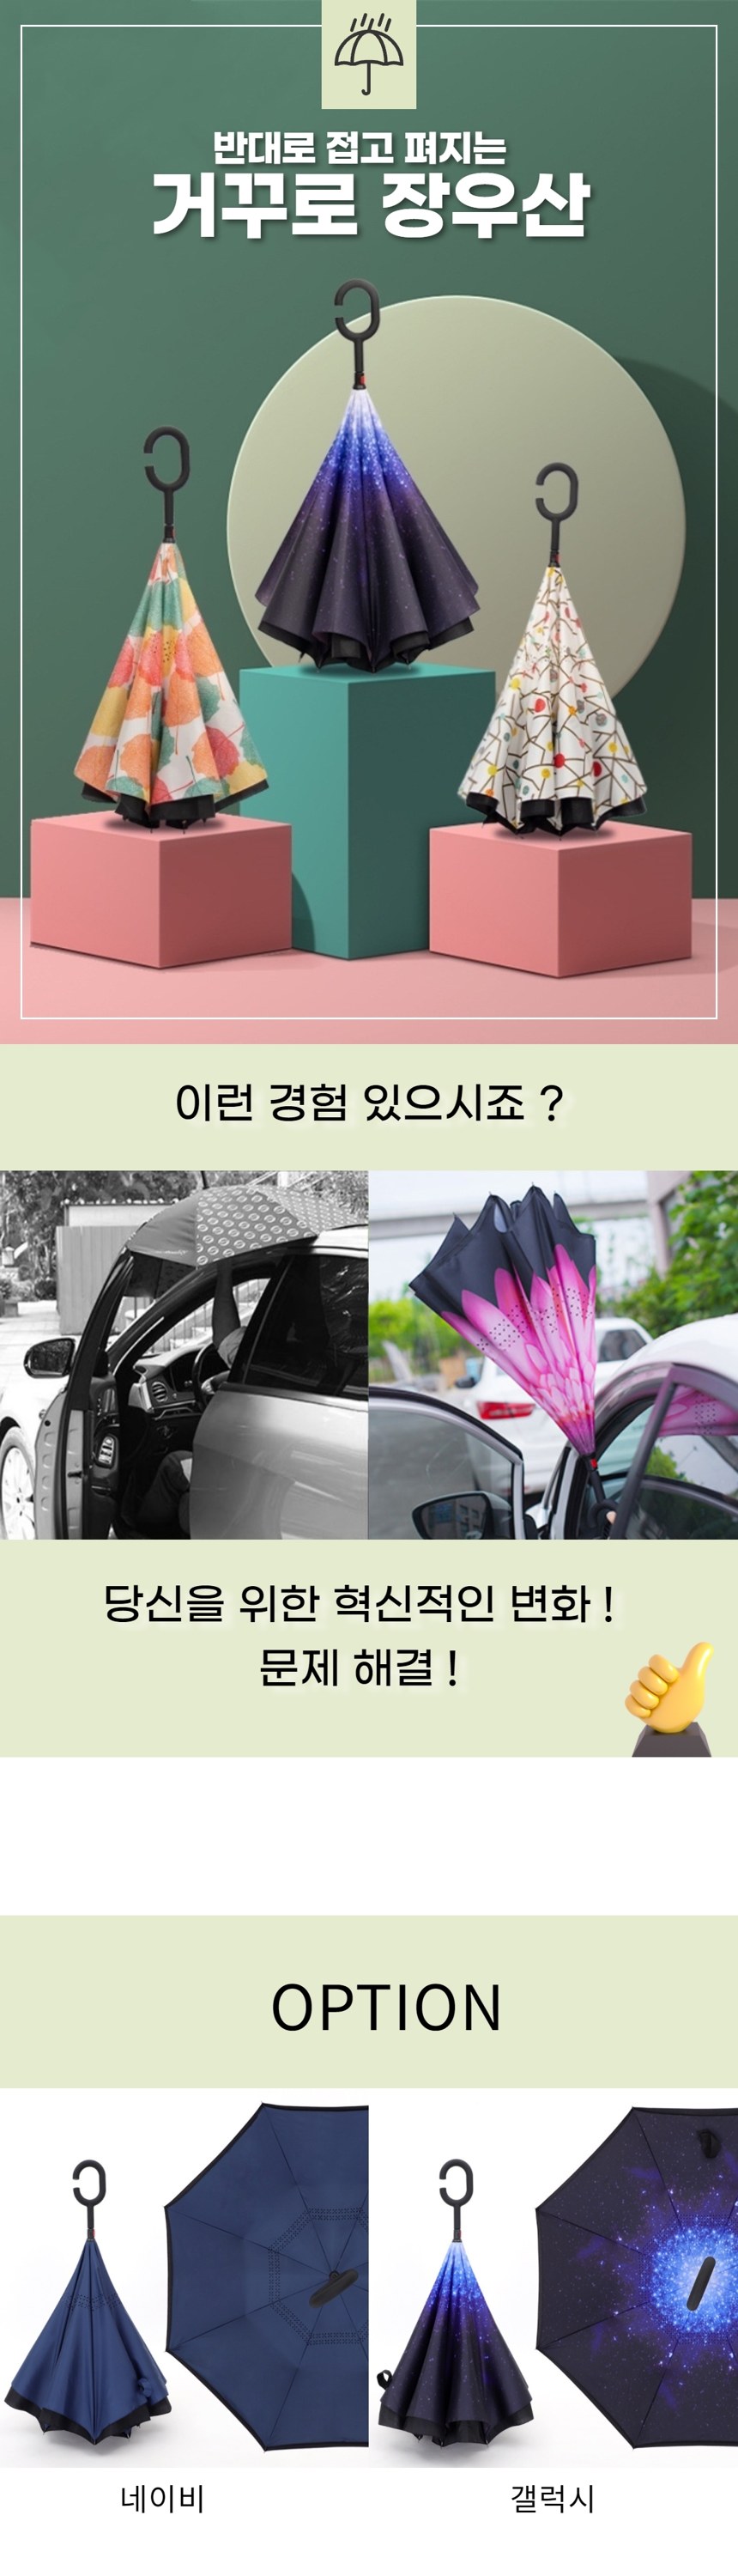 반대로 접고 펴지는
거꾸로 장우산
이런 경험 있으시죠 ?
당신을 위한 혁신적인 변화 !
문제 해결 !
OPTION
네이비
갤럭시